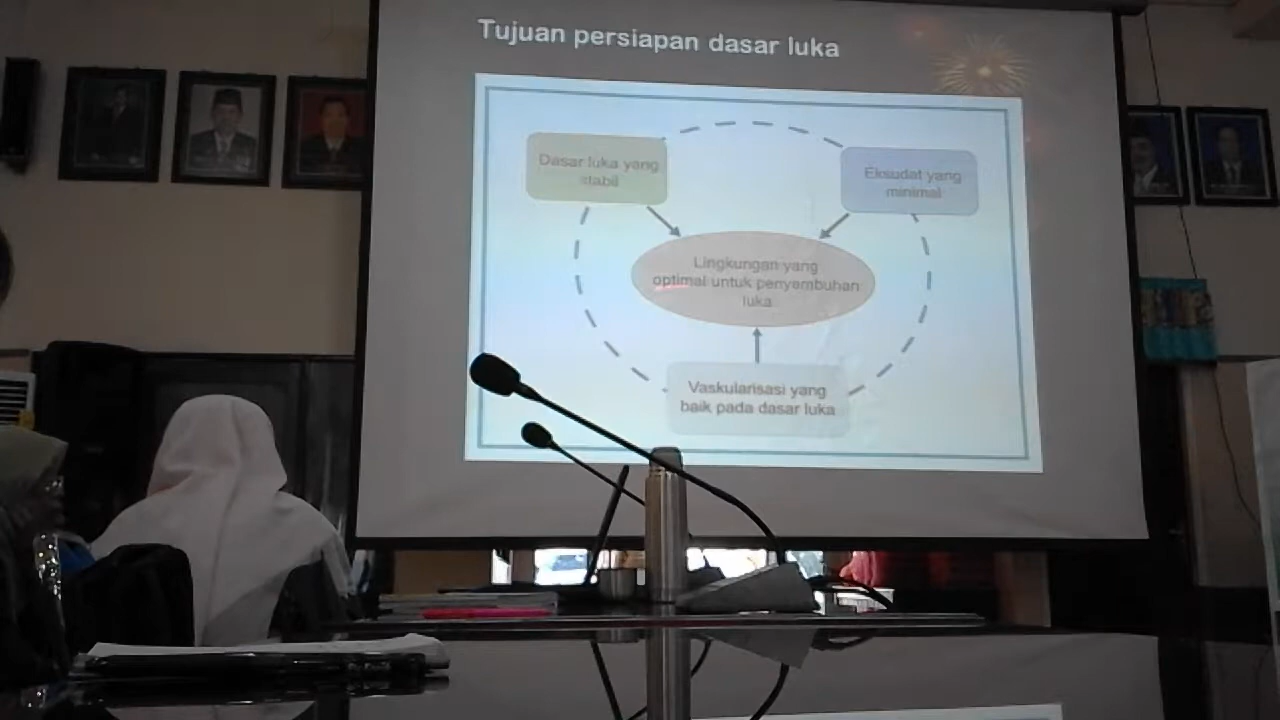 Tujuan persiapan dasar luka
Dasar luka yang
stabil
Eksudat yang
minimal
Lingkungan yang
optimal untuk penyembuhan
luka
Vaskularisasi yang
baik pada dasar luka